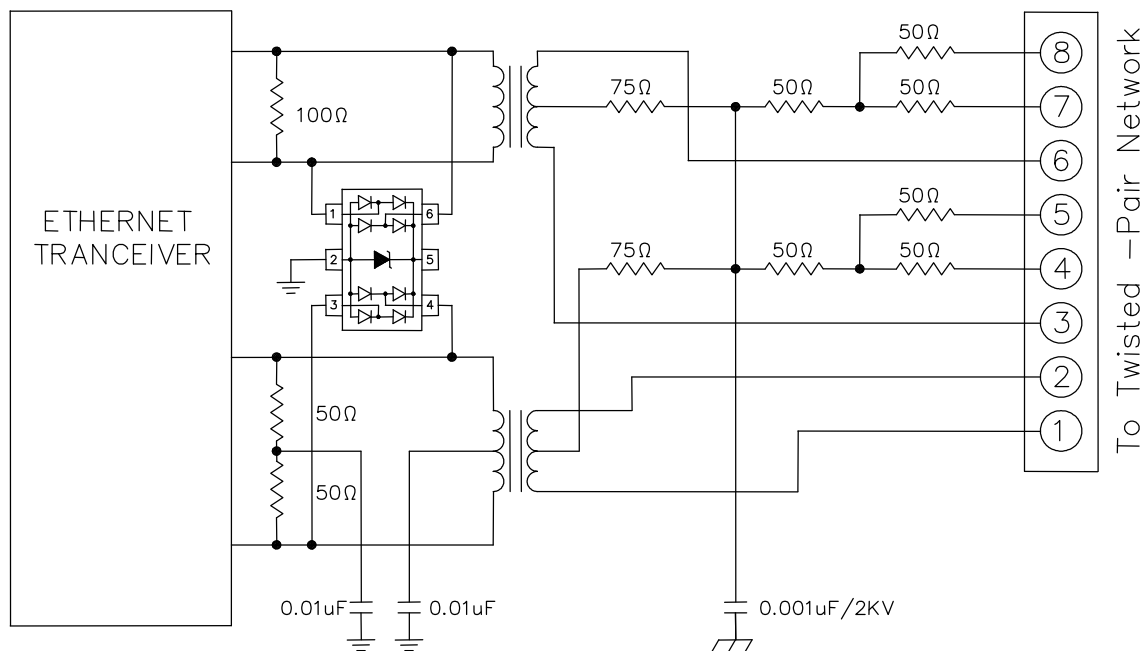 ETHERNET
TRANCEIVER
100Ω
50Ω
50Ω
0.01uF
0.01uF
1
2
3
6
5
4
75Ω
50Ω
50Ω
50Ω
75Ω
50Ω
50Ω
50Ω
0.001uF/2KV
8
7
6
5
4
3
2
1
To Twisted -Pair Network